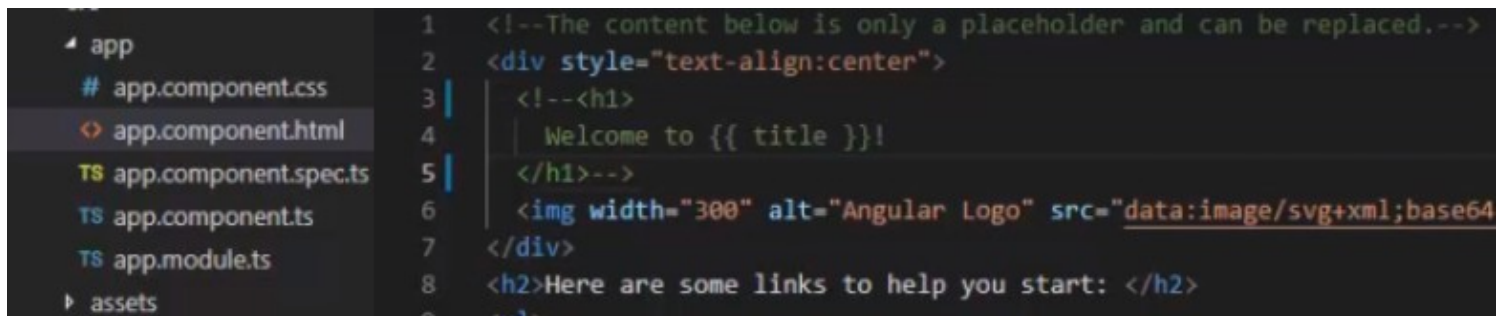 app
# app.component.css
<> app.component.html
TS app.component.spec.ts
TS app.component.ts
TS app.module.ts
assets
1 <!--The content below is only a placeholder and can be replaced.-->
2 <div style="text-align:center">
3 <!--<h1>
4 Welcome to {{ title }}!
5 </h1>-->
6 <img width="300" alt="Angular Logo" src="data:image/svg+xml;base64
7 </div>
8 <h2>Here are some links to help you start: </h2>